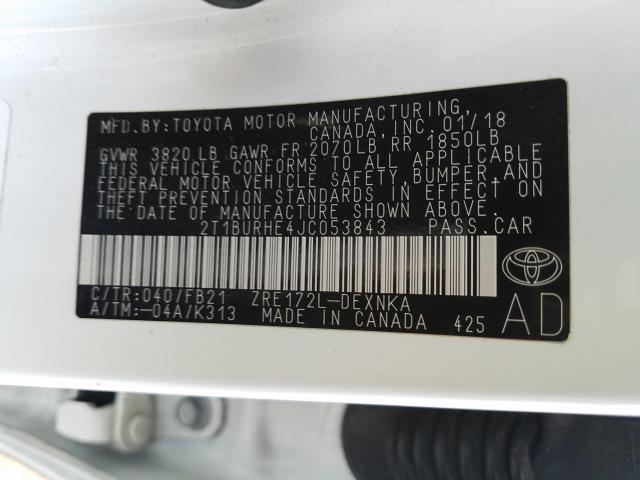 MFD.BY:TOYOTA MOTOR MANUFACTURING,
CANADA, INC. 01/18
GVWR 3820 LB GAWR FR 2070LB RR 1850LB
THIS VEHICLE CONFORMS TO ALL APPLICABLE
FEDERAL MOTOR VEHICLE SAFETY, BUMPER, AND
THEFT PREVENTION STANDARDS IN EFFECT ON
THE DATE OF MANUFACTURE SHOWN ABOVE.
2T1BURHE4JC053843 PASS.CAR
C/TR:040/FB21 ZRE172L-DEXNKA
A/TM:-04A/K313 MADE IN CANADA 425
AD